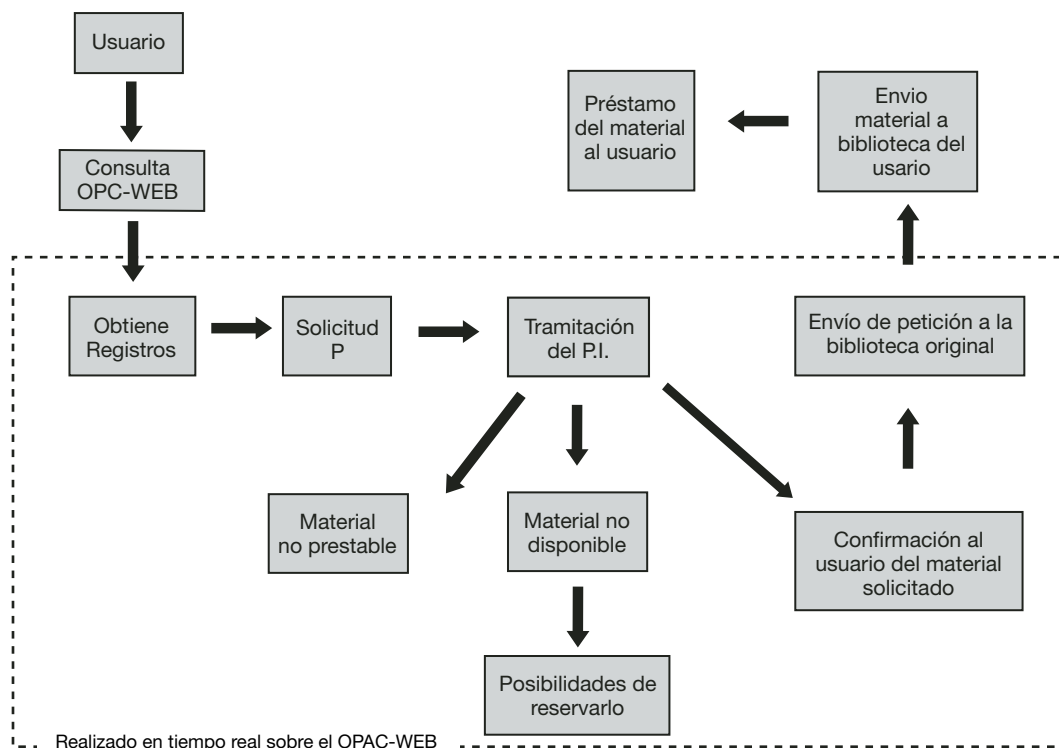 Usuario
Consulta
OPC-WEB
Préstamo
del material
al usuario
Envio
material a
biblioteca del
usario
Obtiene
Registros
Solicitud
P
Tramitación
del P.I.
Envío de petición a la
biblioteca original
Material
no prestable
Material no
disponible
Confirmación al
usuario del material
solicitado
Posibilidades de
reservarlo
Realizado en tiempo real sobre el OPAC-WEB